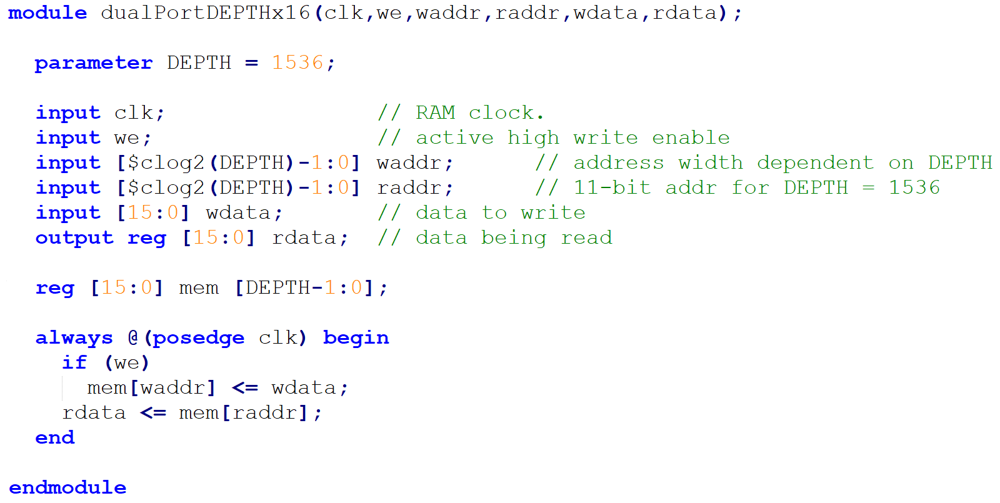 module dualPortDEPTHx16(clk,we,waddr,raddr,wdata,rdata);
parameter DEPTH = 1536;
input clk; // RAM clock.
input we; // active high write enable
input [$clog2(DEPTH)-1:0] waddr; // address width dependent on DEPTH
input [$clog2(DEPTH)-1:0] raddr; // 11-bit addr for DEPTH = 1536
input [15:0] wdata; // data to write
output reg [15:0] rdata; // data being read
reg [15:0] mem [DEPTH-1:0];
always @(posedge clk) begin
if (we)
mem[waddr] <= wdata;
rdata <= mem[raddr];
end
endmodule